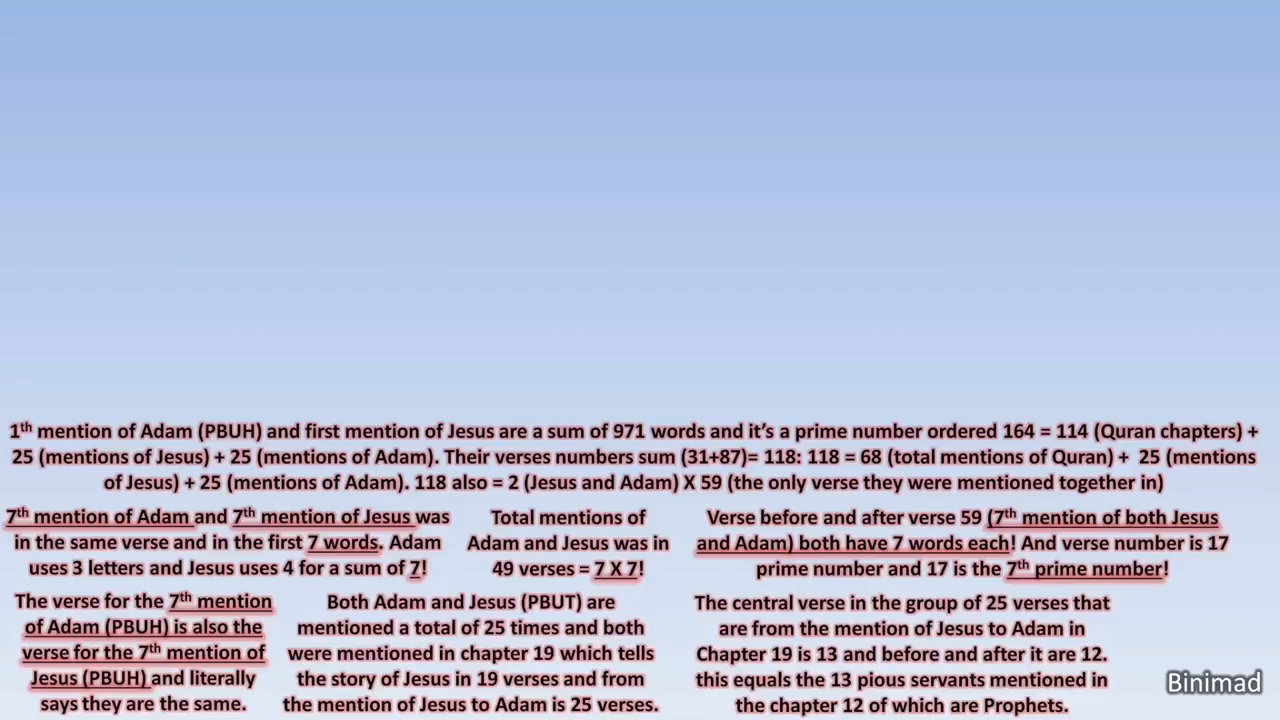 1th mention of Adam (PBUH) and first mention of Jesus are a sum of 971 words and it's a prime number ordered 164 = 114 (Quran chapters) +
25 (mentions of Jesus) + 25 (mentions of Adam). Their verses numbers sum (31+87)= 118: 118 = 68 (total mentions of Quran) + 25 (mentions
of Jesus) + 25 (mentions of Adam). 118 also = 2 (Jesus and Adam) X 59 (the only verse they were mentioned together in)
7th mention of Adam and 7th mention of Jesus was
in the same verse and in the first 7 words. Adam
uses 3 letters and Jesus uses 4 for a sum of 7!
Total mentions of
Adam and Jesus was in
49 verses = 7 X 7!
Verse before and after verse 59 (7th mention of both Jesus
and Adam) both have 7 words each! And verse number is 17
prime number and 17 is the 7th prime number!
The verse for the 7th mention
of Adam (PBUH) is also the
verse for the 7th mention of
Jesus (PBUH) and literally
says they are the same.
Both Adam and Jesus (PBUT) are
mentioned a total of 25 times and both
were mentioned in chapter 19 which tells
the story of Jesus in 19 verses and from
the mention of Jesus to Adam is 25 verses.
The central verse in the group of 25 verses that
are from the mention of Jesus to Adam in
Chapter 19 is 13 and before and after it are 12.
this equals the 13 pious servants mentioned in
the chapter 12 of which are Prophets.
Binimad